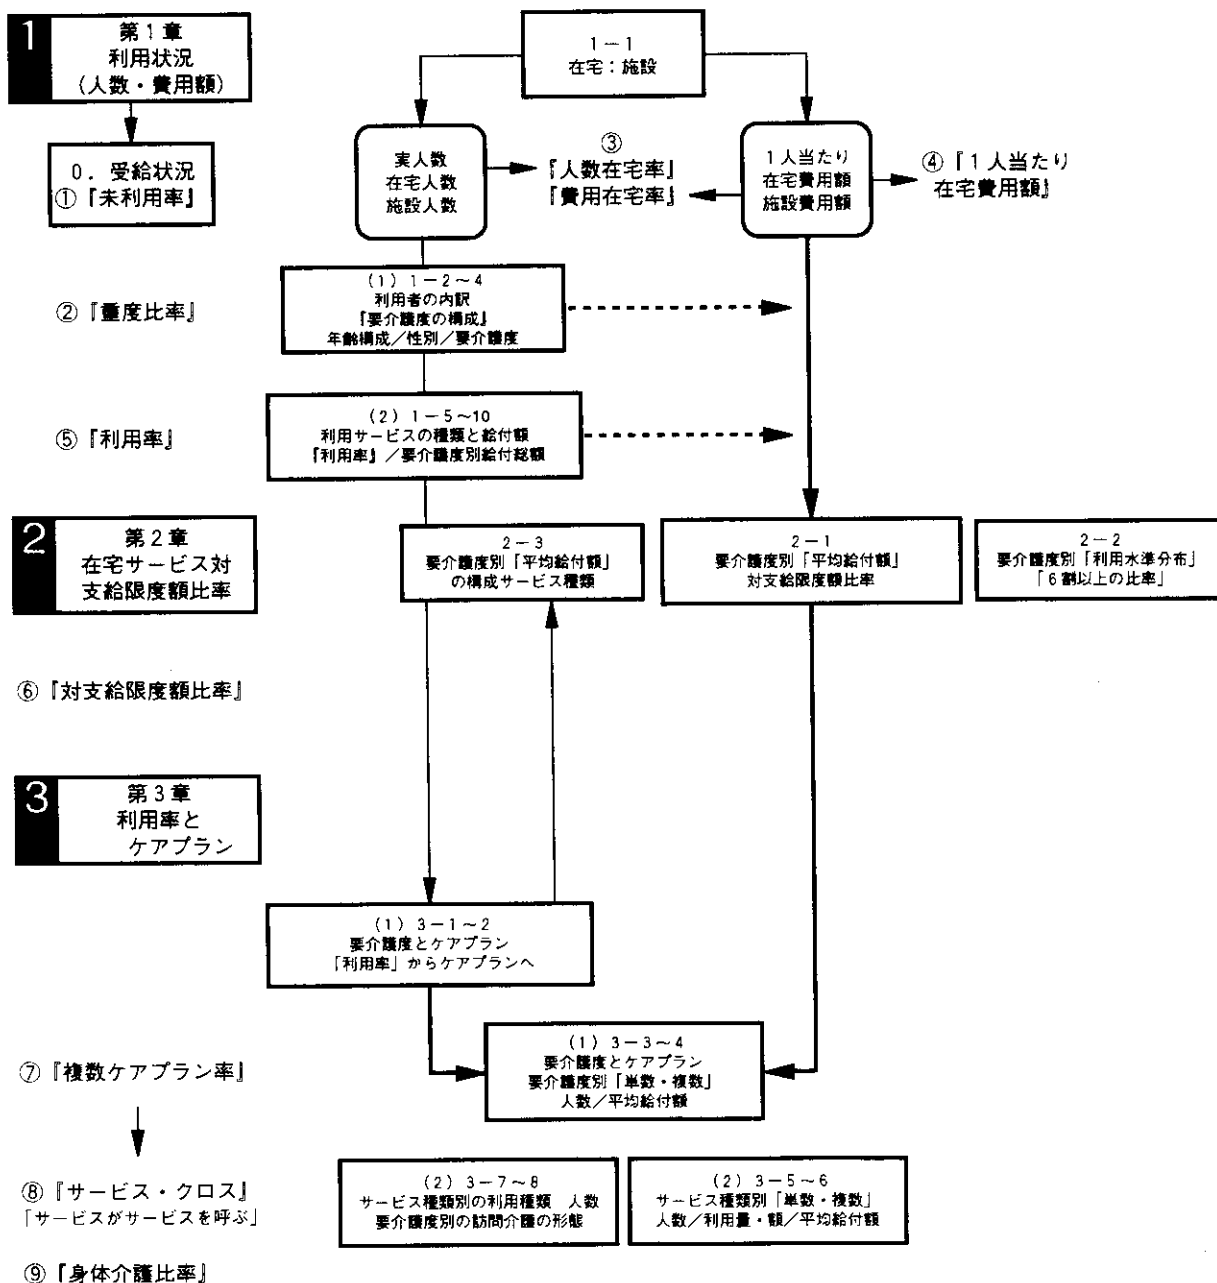 1
第1章
利用状況
(人数・費用額)
1－1
在宅：施設
0．受給状況
①『未利用率』
実人数
在宅人数
施設人数
③
『人数在宅率』
『費用在宅率』
1人当たり
在宅費用額
施設費用額
④『1人当たり
在宅費用額』
②『重度比率』
(1) 1－2～4
利用者の内訳
『要介護度の構成』
年齢構成／性別／要介護度
⑤『利用率』
(2) 1－5～10
利用サービスの種類と給付額
『利用率』／要介護度別給付総額
2
第2章
在宅サービス対
支給限度額比率
2－3
要介護度別「平均給付額」
の構成サービス種類
2－1
要介護度別「平均給付額」
対支給限度額比率
2－2
要介護度別「利用水準分布」
「6割以上の比率」
⑥『対支給限度額比率』
3
第3章
利用率と
ケアプラン
(1) 3－1～2
要介護度とケアプラン
「利用率」からケアプランへ
⑦『複数ケアプラン率』
(1) 3－3～4
要介護度とケアプラン
要介護度別「単数・複数」
人数／平均給付額
⑧『サービス・クロス』
「サービスがサービスを呼ぶ」
(2) 3－7～8
サービス種類別の利用種類　人数
要介護度別の訪問介護の形態
(2) 3－5～6
サービス種類別「単数・複数」
人数／利用量・額／平均給付額
⑨『身体介護比率』